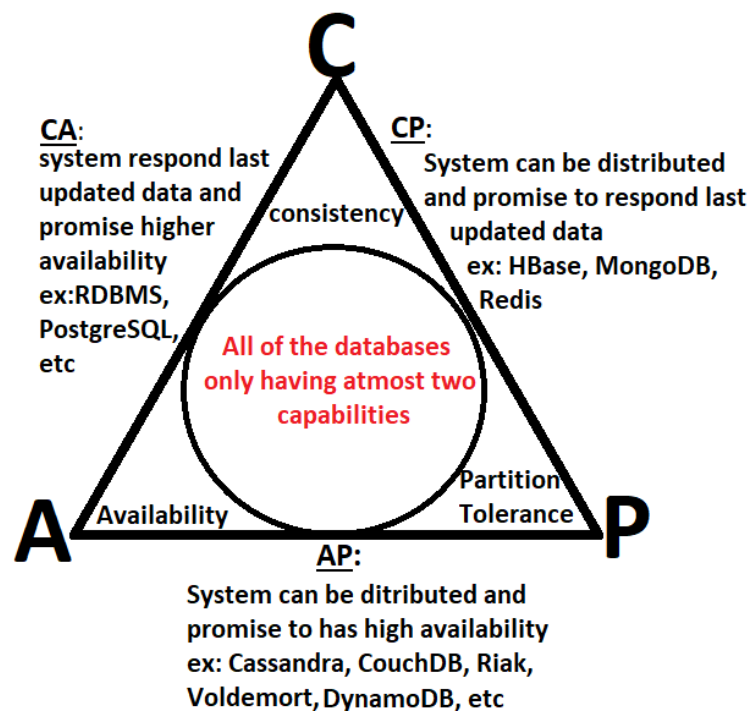 C
CA:
system respond last
updated data and
promise higher
availability
ex:RDBMS,
PostgreSQL,
etc
CP:
System can be distributed
and promise to respond last
updated data
ex: HBase, MongoDB,
Redis
consistency
All of the databases
only having atmost two
capabilities
A
Availability
Partition
Tolerance
P
AP:
System can be ditributed and
promise to has high availability
ex: Cassandra, CouchDB, Riak,
Voldemort, DynamoDB, etc